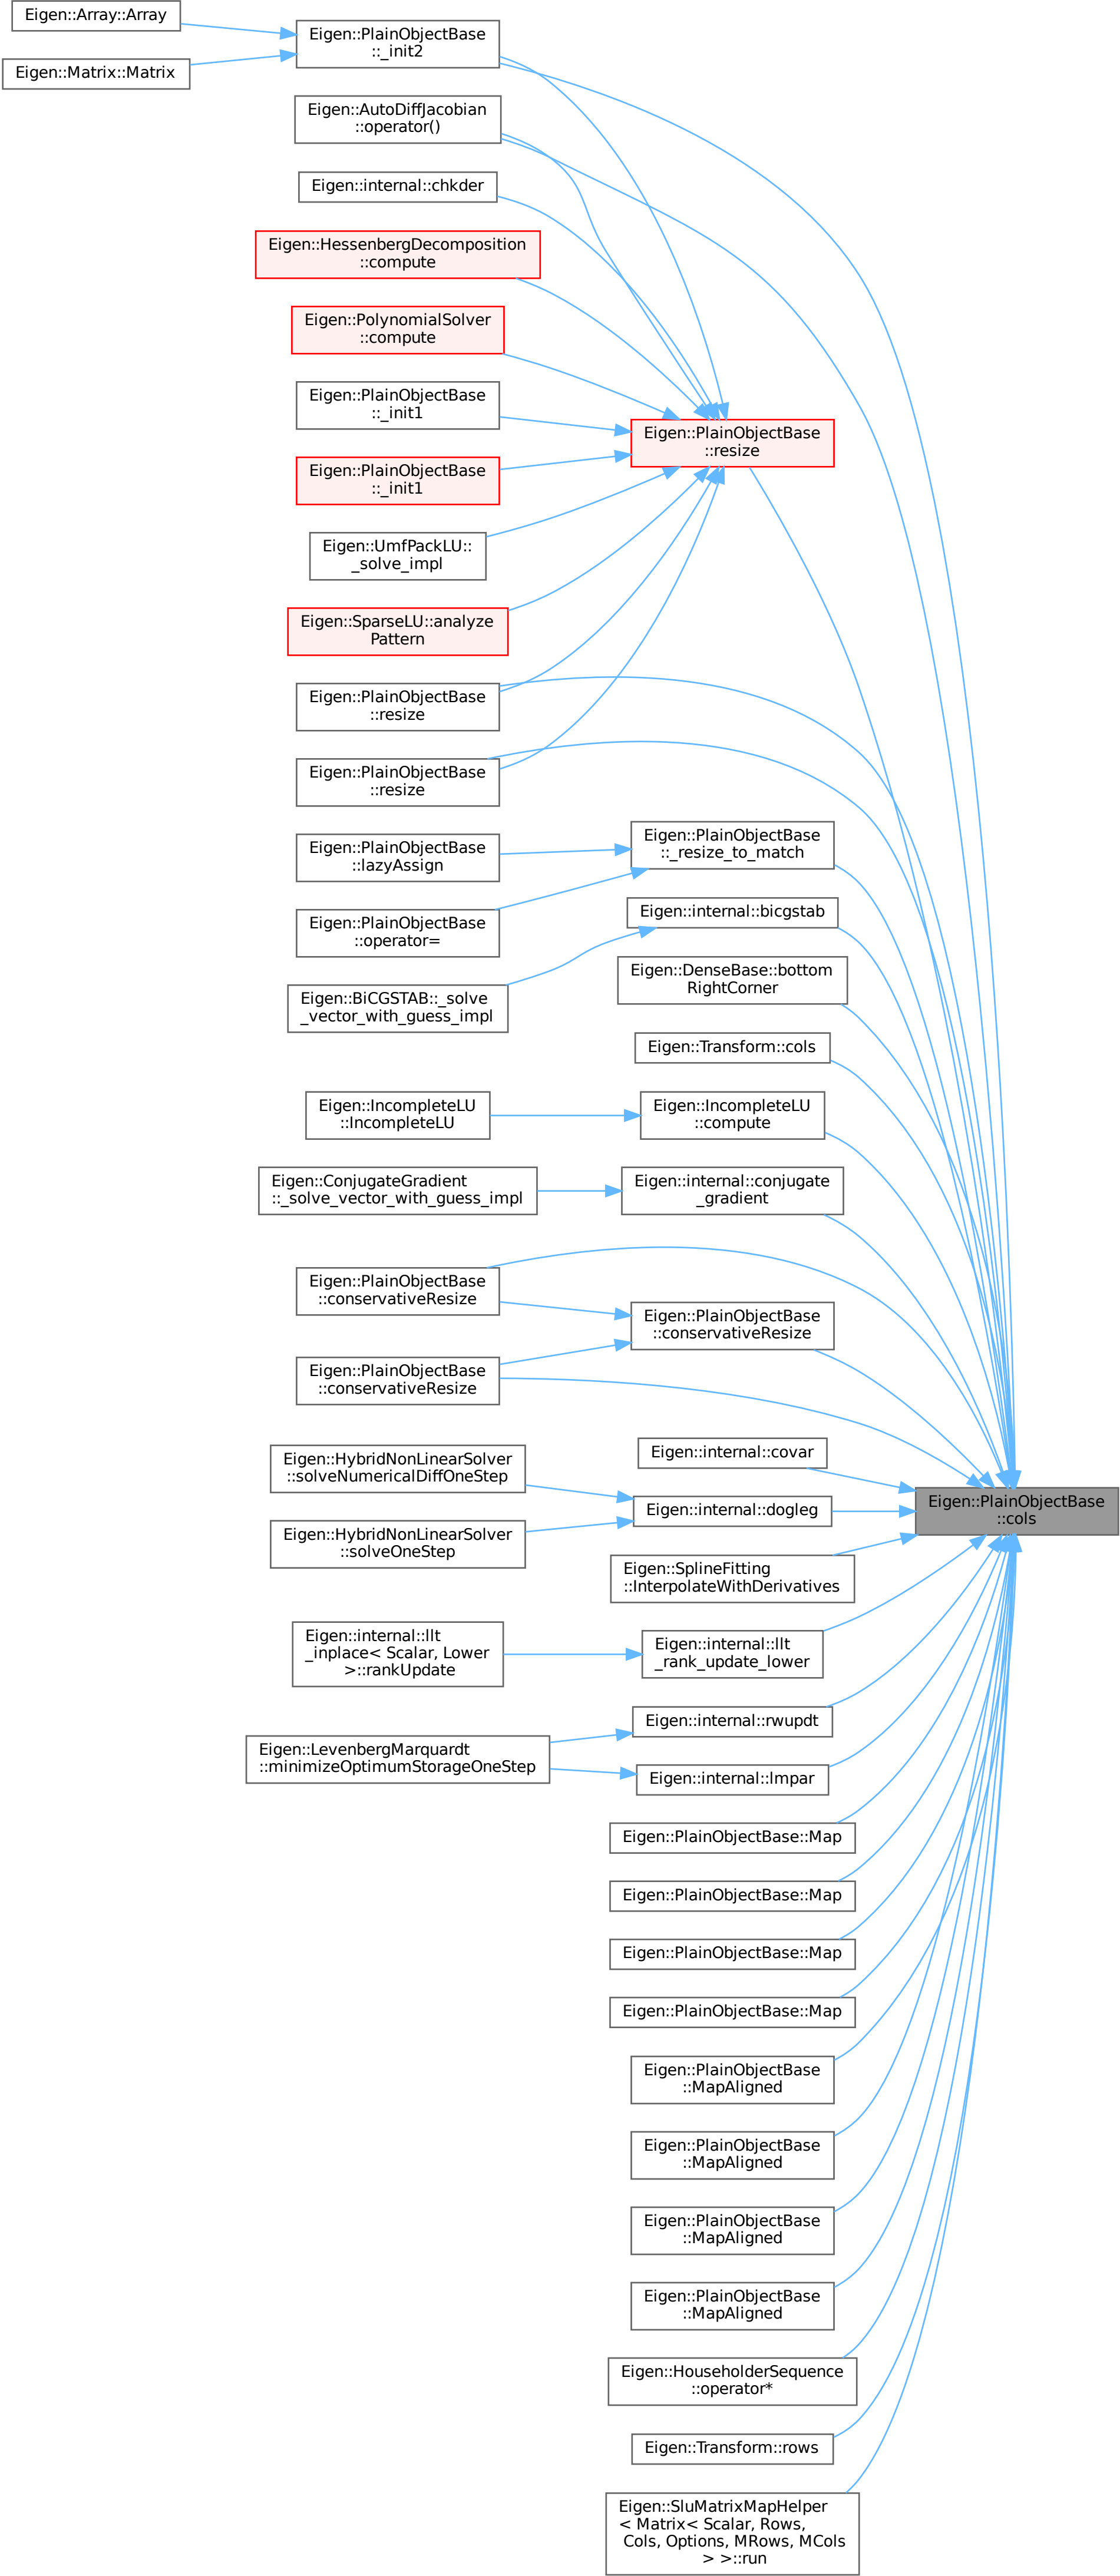 Eigen::Array::Array
Eigen::Matrix::Matrix
Eigen::PlainObjectBase
::_init2
Eigen::AutoDiffJacobian
::operator()
Eigen::internal::chkder
Eigen::HessenbergDecomposition
::compute
Eigen::PolynomialSolver
::compute
Eigen::PlainObjectBase
::_init1
Eigen::PlainObjectBase
::_init1
Eigen::UmfPackLU::
_solve_impl
Eigen::SparseLU::analyze
Pattern
Eigen::PlainObjectBase
::resize
Eigen::PlainObjectBase
::resize
Eigen::PlainObjectBase
::resize
Eigen::PlainObjectBase
::lazyAssign
Eigen::PlainObjectBase
::operator=
Eigen::BiCGSTAB::_solve
_vector_with_guess_impl
Eigen::PlainObjectBase
::_resize_to_match
Eigen::internal::bicgstab
Eigen::DenseBase::bottom
RightCorner
Eigen::Transform::cols
Eigen::IncompleteLU
::IncompleteLU
Eigen::IncompleteLU
::compute
Eigen::ConjugateGradient
::_solve_vector_with_guess_impl
Eigen::internal::conjugate
_gradient
Eigen::PlainObjectBase
::conservativeResize
Eigen::PlainObjectBase
::conservativeResize
Eigen::PlainObjectBase
::conservativeResize
Eigen::internal::covar
Eigen::HybridNonLinearSolver
::solveNumericalDiffOneStep
Eigen::HybridNonLinearSolver
::solveOneStep
Eigen::internal::dogleg
Eigen::PlainObjectBase
::cols
Eigen::SplineFitting
::InterpolateWithDerivatives
Eigen::internal::llt
_inplace< Scalar, Lower
>::rankUpdate
Eigen::internal::llt
_rank_update_lower
Eigen::internal::rwupdt
Eigen::LevenbergMarquardt
::minimizeOptimumStorageOneStep
Eigen::internal::lmpar
Eigen::PlainObjectBase::Map
Eigen::PlainObjectBase::Map
Eigen::PlainObjectBase::Map
Eigen::PlainObjectBase::Map
Eigen::PlainObjectBase
::MapAligned
Eigen::PlainObjectBase
::MapAligned
Eigen::PlainObjectBase
::MapAligned
Eigen::PlainObjectBase
::MapAligned
Eigen::HouseholderSequence
::operator*
Eigen::Transform::rows
Eigen::SluMatrixMapHelper
< Matrix< Scalar, Rows,
Cols, Options, MRows, MCols
> >::run